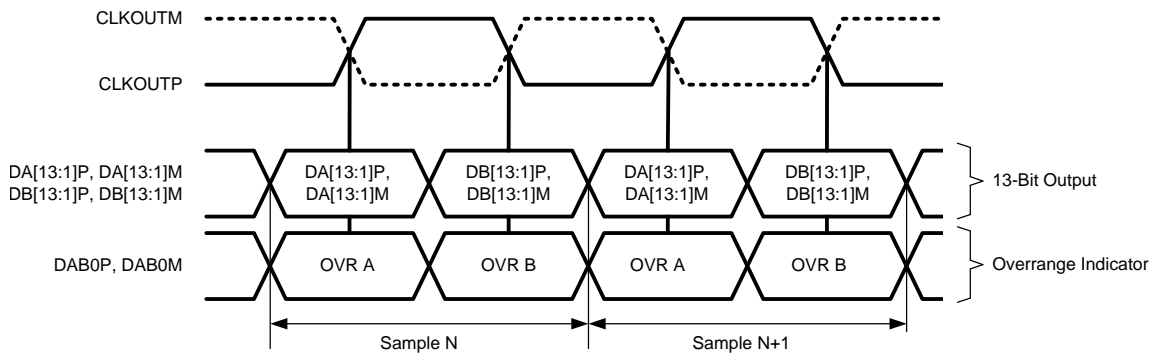 CLKOUTM
CLKOUTP
DA[13:1]P, DA[13:1]M
DB[13:1]P, DB[13:1]M
DA[13:1]P,
DA[13:1]M
DB[13:1]P,
DB[13:1]M
DA[13:1]P,
DA[13:1]M
DB[13:1]P,
DB[13:1]M
13-Bit Output
DAB0P, DAB0M
OVR A
OVR B
OVR A
OVR B
Overrange Indicator
Sample N
Sample N+1